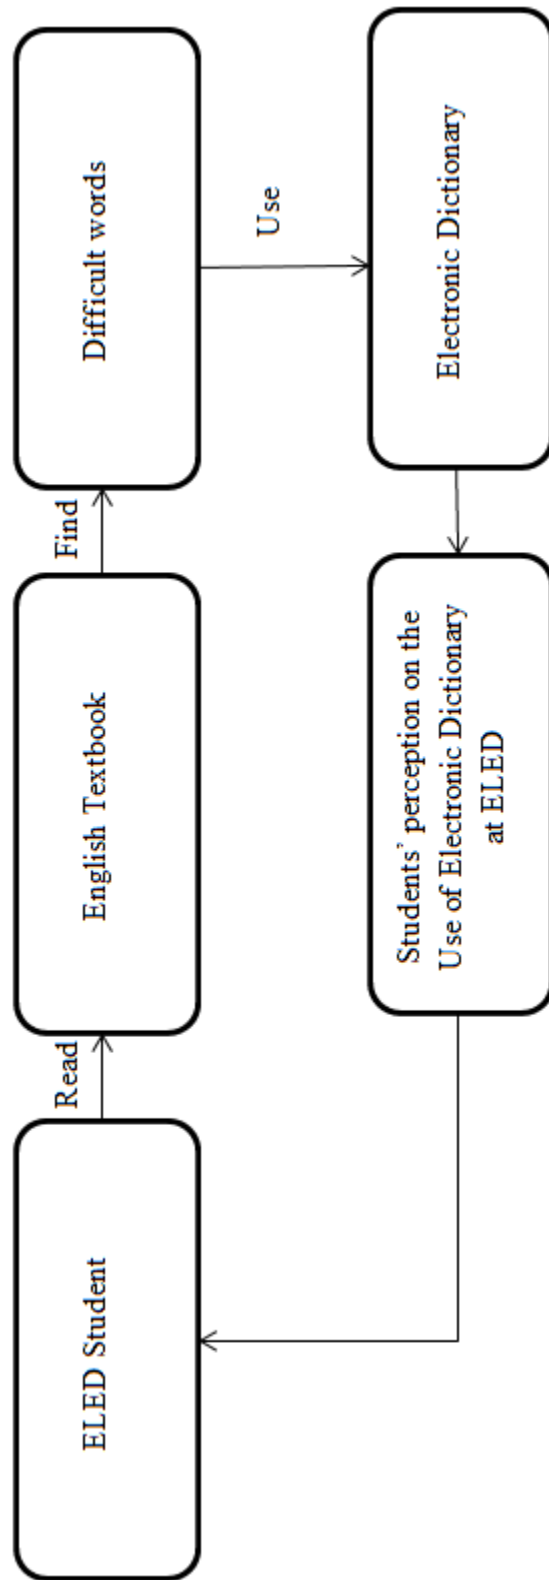 ELED Student
Read
English Textbook
Find
Difficult words
Use
Electronic Dictionary
Students’ perception on the
Use of Electronic Dictionary
at ELED